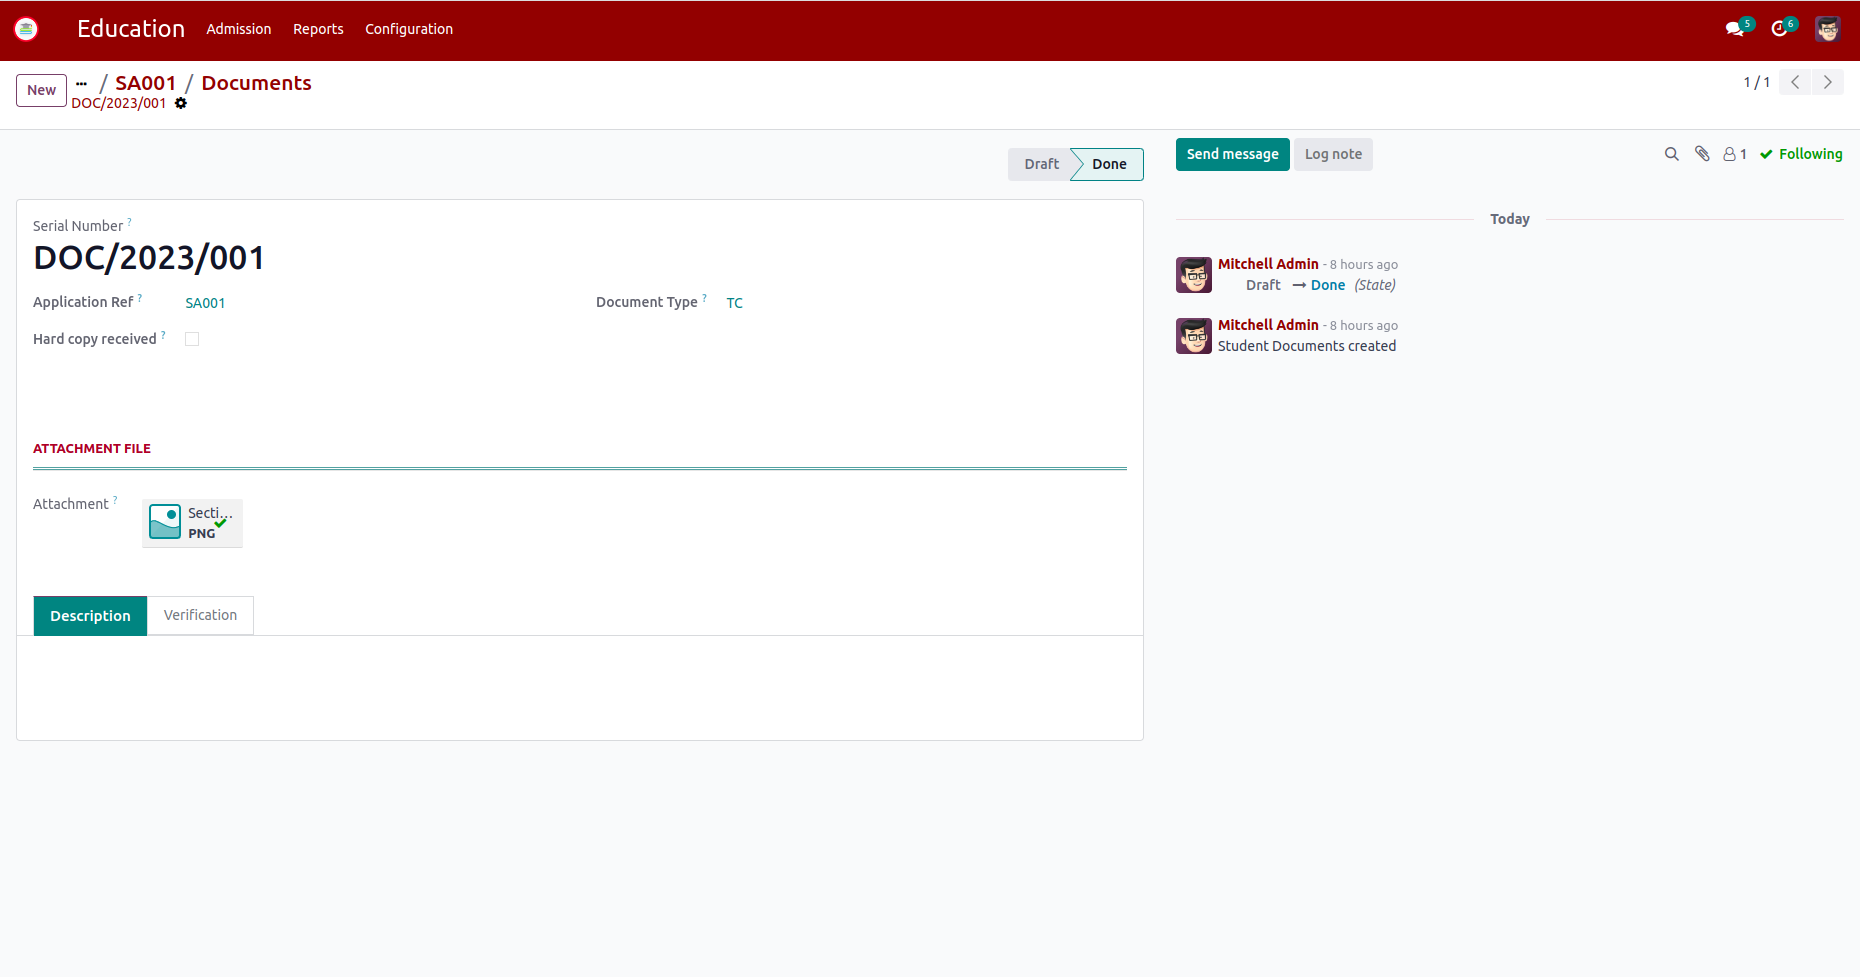 Education Admission Reports Configuration 5 6
New ... / SA001 / Documents
DOC/2023/001
1 / 1
Draft Done
Send message Log note 1 Following
Serial Number ?
DOC/2023/001
Application Ref ? SA001 Document Type ? TC
Hard copy received ?
ATTACHMENT FILE
Attachment ? Secti...
PNG
Description Verification
Today
Mitchell Admin - 8 hours ago
Draft → Done (State)
Mitchell Admin - 8 hours ago
Student Documents created